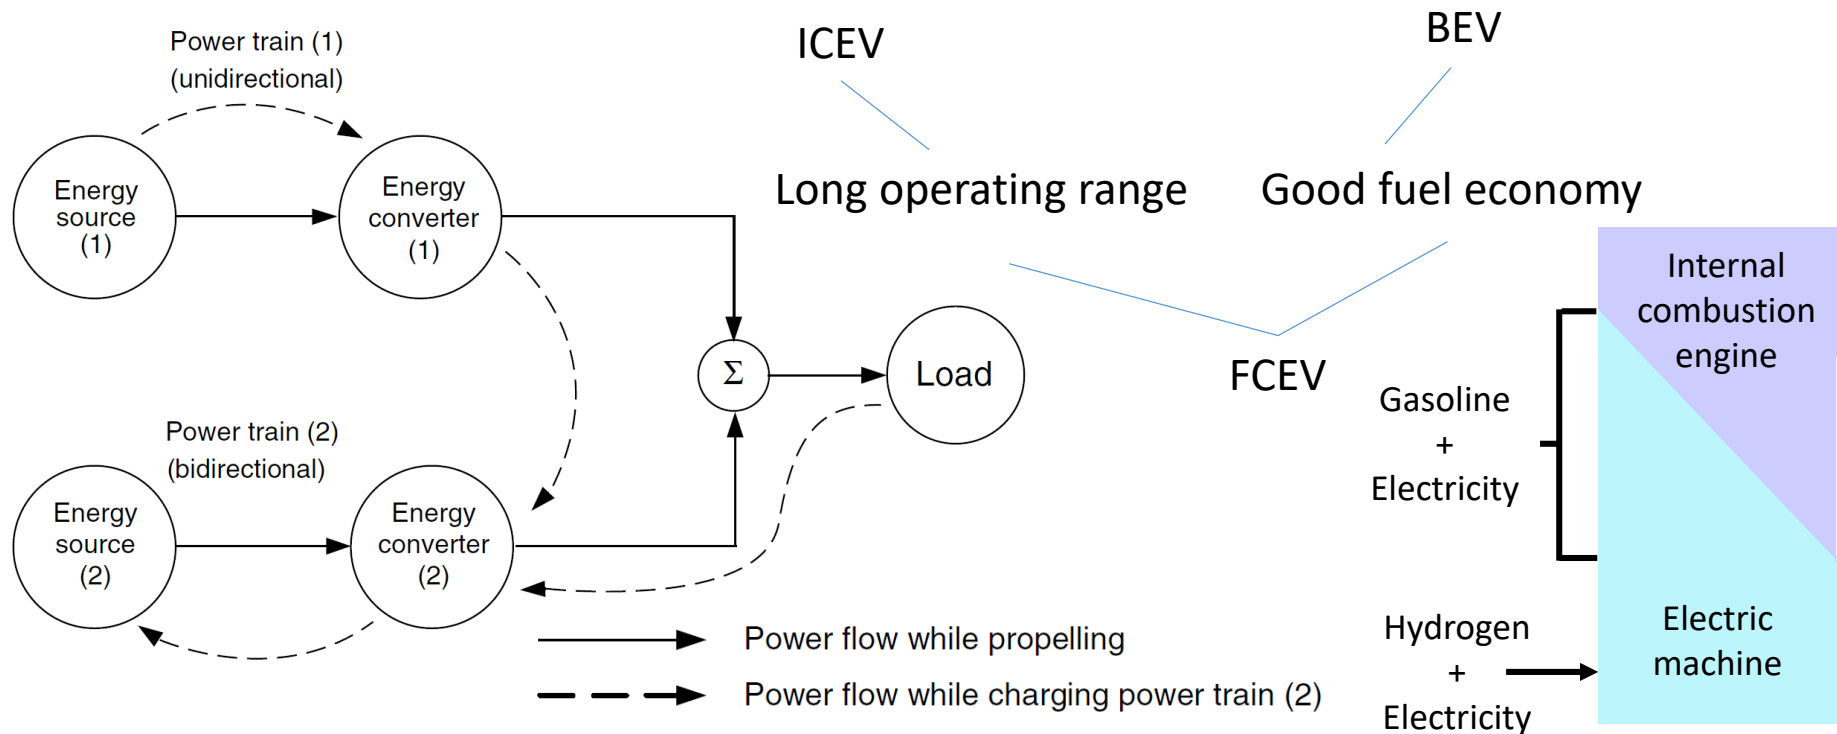 Power train (1)
(unidirectional)
Energy
source
(1)
Energy
converter
(1)
ICEV
BEV
Long operating range
Good fuel economy
FCEV
Σ
Load
Power train (2)
(bidirectional)
Energy
source
(2)
Energy
converter
(2)
Power flow while propelling
Power flow while charging power train (2)
Internal
combustion
engine
Gasoline
+
Electricity
Electric
machine
Hydrogen
+
Electricity